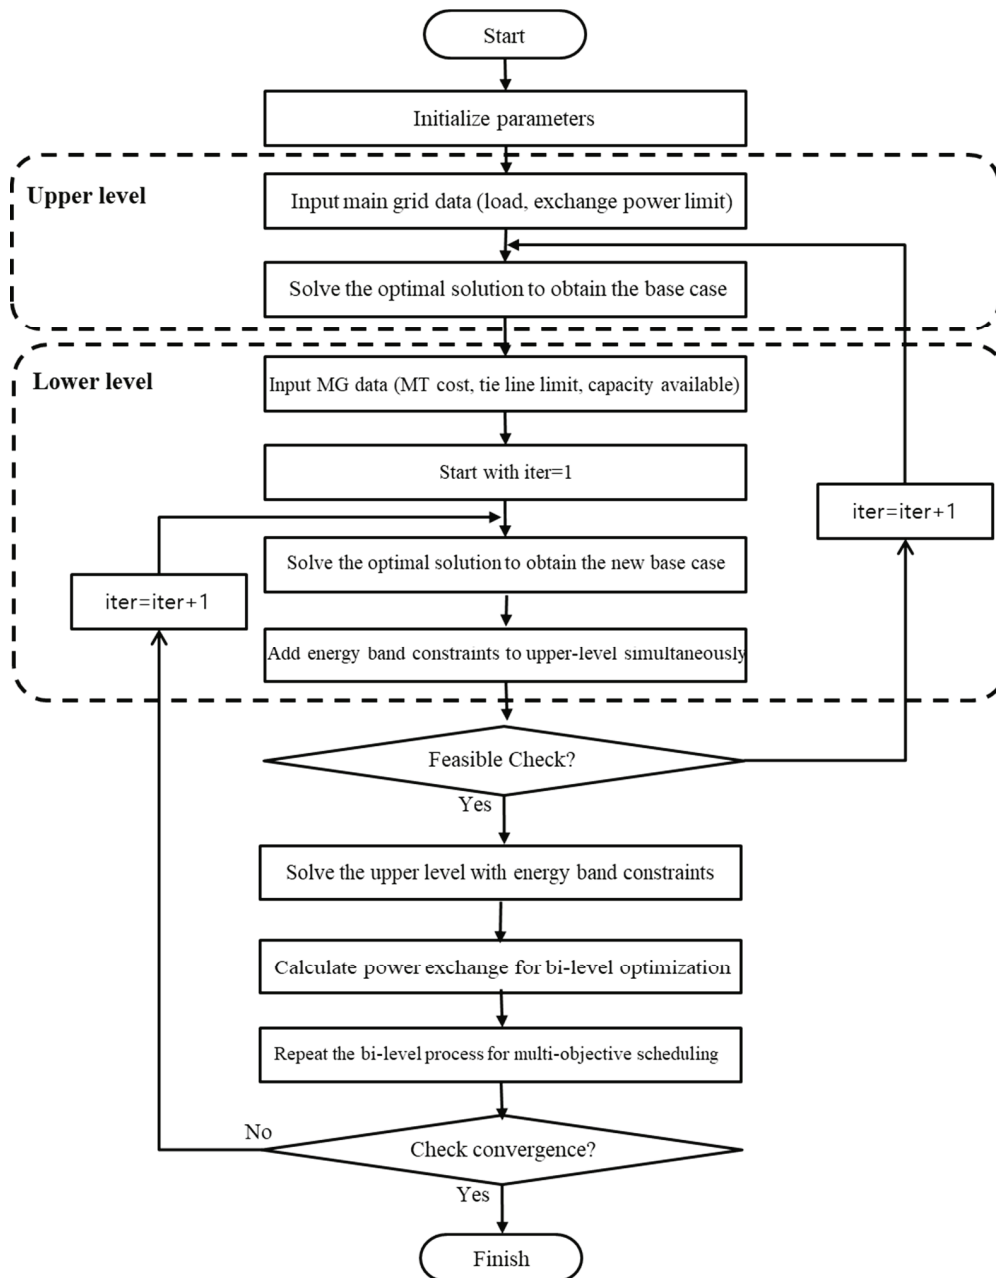 Start
Initialize parameters
Upper level
Input main grid data (load, exchange power limit)
Solve the optimal solution to obtain the base case
Lower level
Input MG data (MT cost, tie line limit, capacity available)
Start with iter=1
iter=iter+1
Solve the optimal solution to obtain the new base case
iter=iter+1
Add energy band constraints to upper-level simultaneously
Feasible Check?
Yes
Solve the upper level with energy band constraints
Calculate power exchange for bi-level optimization
Repeat the bi-level process for multi-objective scheduling
No
Check convergence?
Yes
Finish